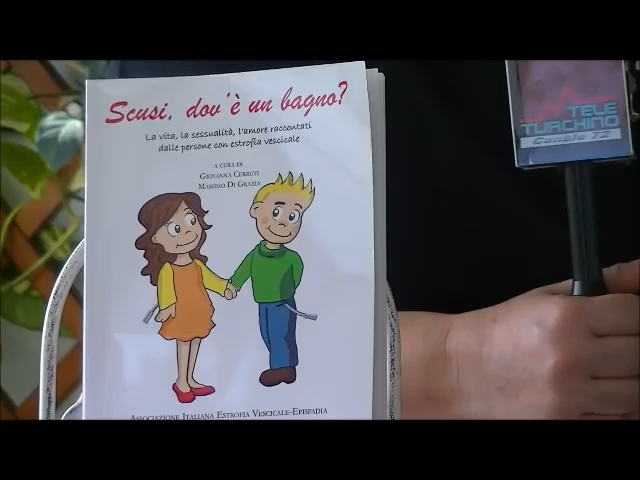 Scusi, dov'è un bagno?
La vita, la sessualità, l'amore raccontati
dalle persone con estrofia vescicale
A CURA DI
GIOVANNA CERRUTI
MASSIMO DI GRAZIA
ASSOCIAZIONE ITALIANA ESTROFIA VESCICALE-EPISPADIA
TELE
TURCHINO
Canale 72